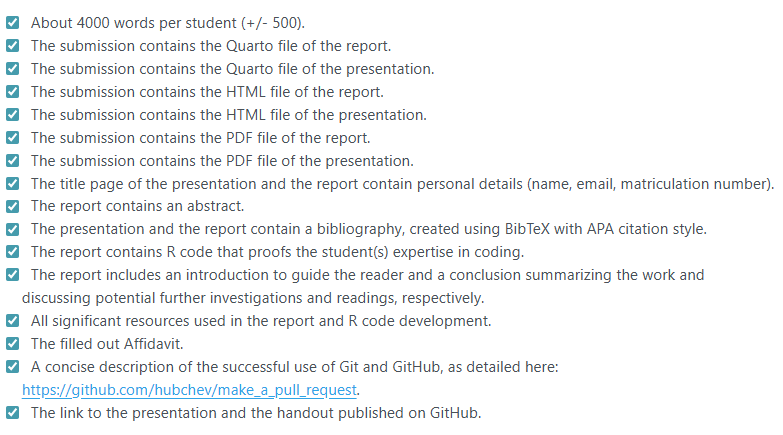 About 4000 words per student (+/- 500).
The submission contains the Quarto file of the report.
The submission contains the Quarto file of the presentation.
The submission contains the HTML file of the report.
The submission contains the HTML file of the presentation.
The submission contains the PDF file of the report.
The submission contains the PDF file of the presentation.
The title page of the presentation and the report contain personal details (name, email, matriculation number).
The report contains an abstract.
The presentation and the report contain a bibliography, created using BibTeX with APA citation style.
The report contains R code that proofs the student(s) expertise in coding.
The report includes an introduction to guide the reader and a conclusion summarizing the work and
discussing potential further investigations and readings, respectively.
All significant resources used in the report and R code development.
The filled out Affidavit.
A concise description of the successful use of Git and GitHub, as detailed here:
https://github.com/hubchev/make_a_pull_request.
The link to the presentation and the handout published on GitHub.